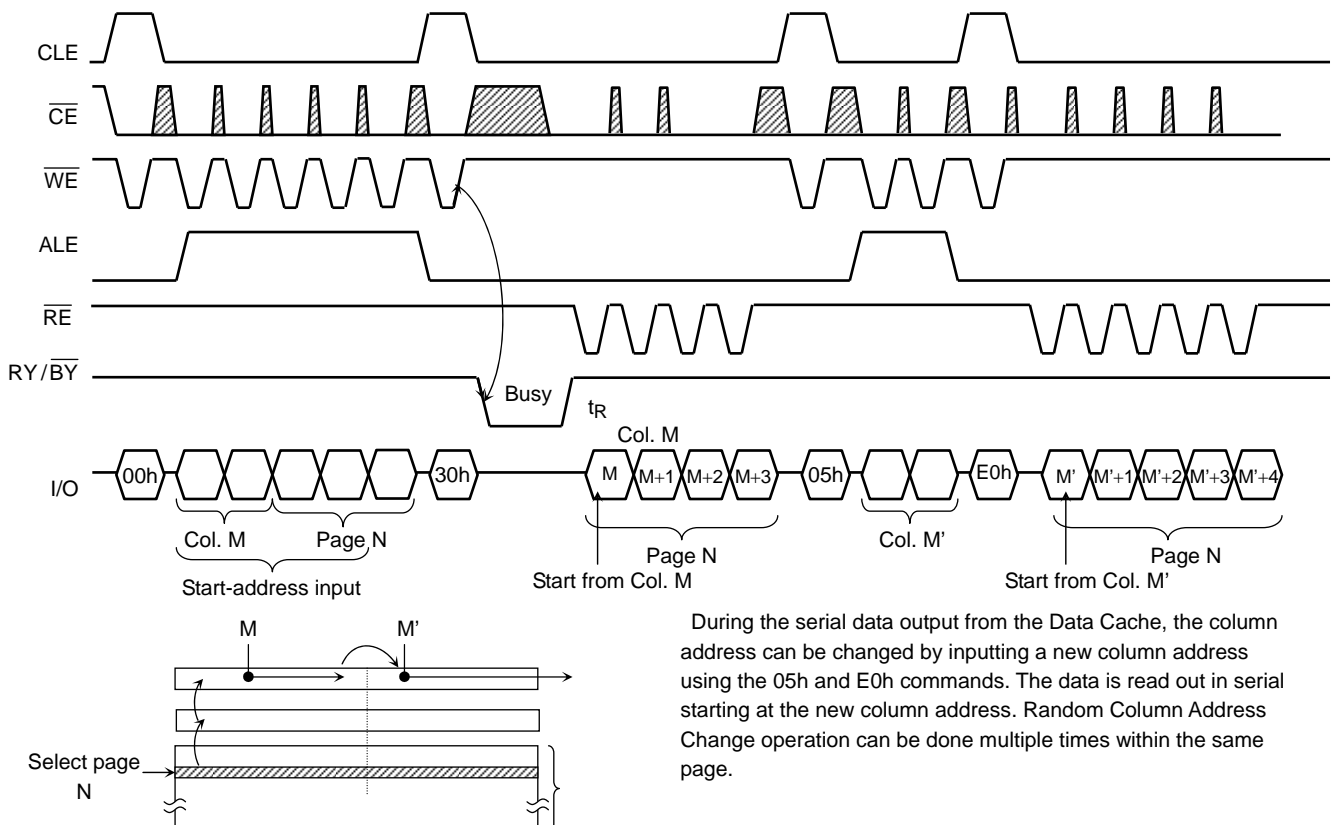 CLE
CE
WE
ALE
RE
RY/BY
Busy
tR
Col. M
I/O
00h
30h
M
M+1
M+2
M+3
05h
E0h
M'
M'+1
M'+2
M'+3
M'+4
Col. M
Page N
Page N
Col. M'
Page N
Start-address input
Start from Col. M
Start from Col. M'
M
M'
During the serial data output from the Data Cache, the column
address can be changed by inputting a new column address
using the 05h and E0h commands. The data is read out in serial
starting at the new column address. Random Column Address
Change operation can be done multiple times within the same
page.
Select page
N